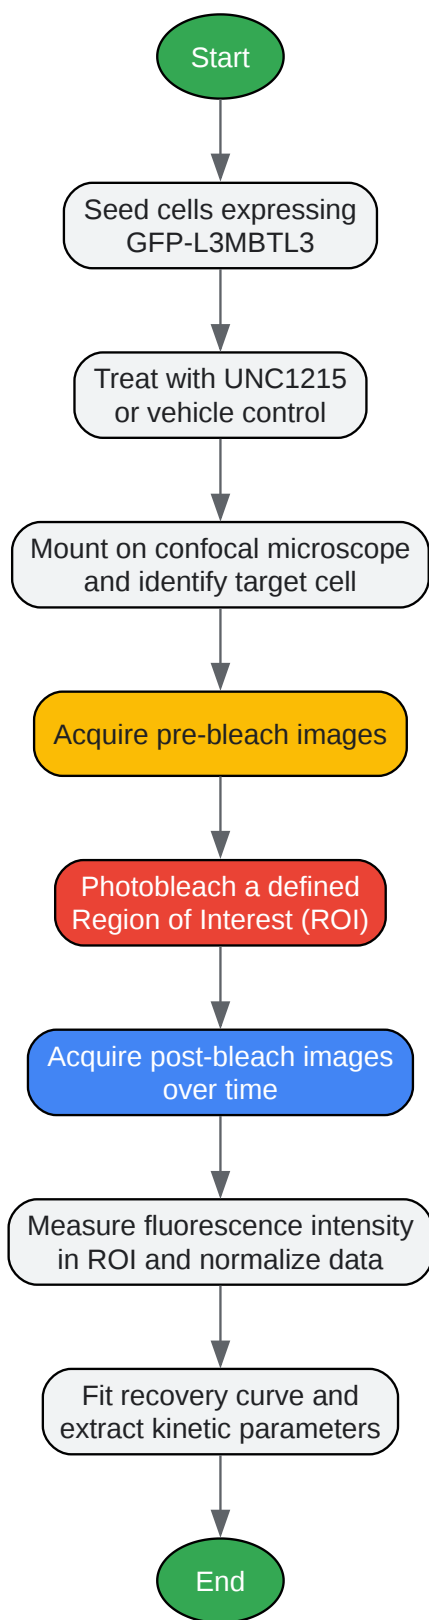 Start
Seed cells expressing
GFP-L3MBTL3
Treat with UNC1215
or vehicle control
Mount on confocal microscope
and identify target cell
Acquire pre-bleach images
Photobleach a defined
Region of Interest (ROI)
Acquire post-bleach images
over time
Measure fluorescence intensity
in ROI and normalize data
Fit recovery curve and
extract kinetic parameters
End